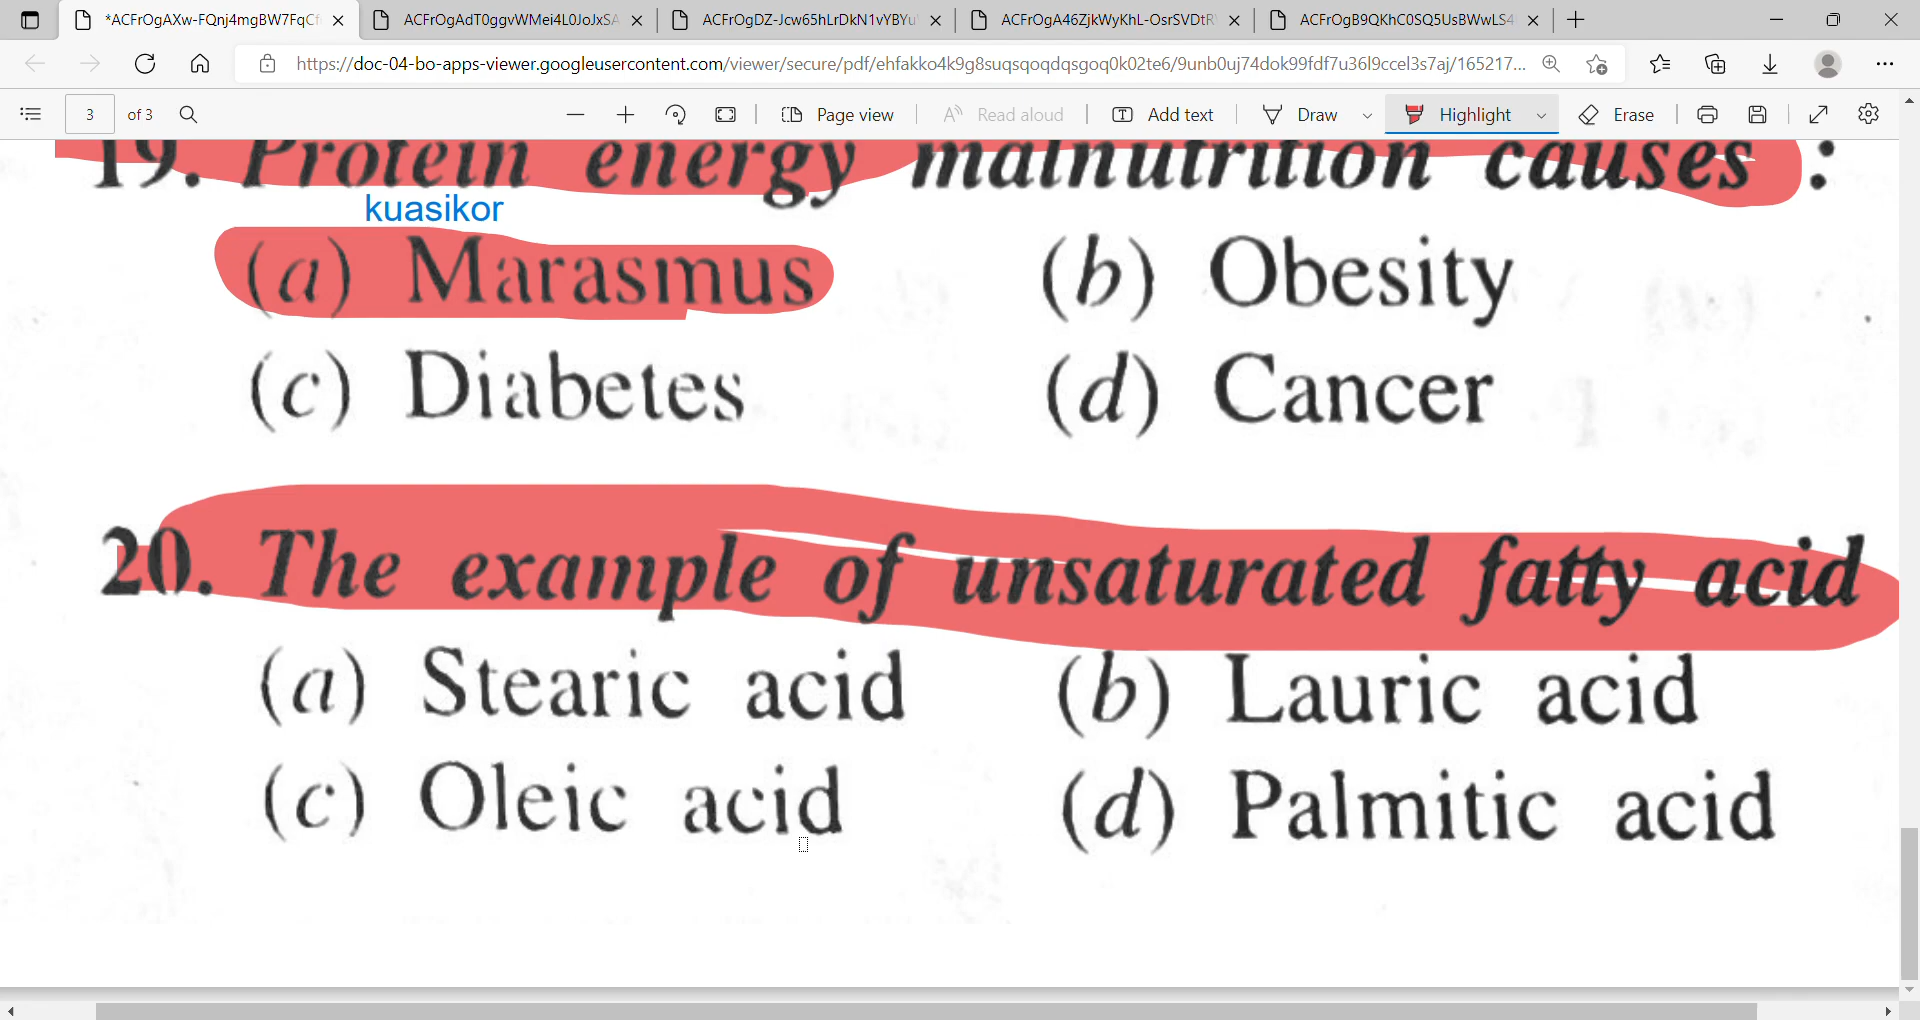 *ACFrOgAXw-FQnj4mgBW7FqCf
ACFrOgAdT0ggvWMei4L0JoJxSA
ACFrOgDZ-Jcw65hLrDkN1vYBYu
ACFrOgA46ZjkWyKhL-OsrSVDtR
ACFrOgB9QKhC0SQ5UsBWwLS4
https://doc-04-bo-apps-viewer.googleusercontent.com/viewer/secure/pdf/ehfakko4k9g8suqsqoqdqsgoq0k02te6/9unb0uj74dok99fdf7u36l9ccel3s7aj/165217...
3 of 3 Page view Read aloud Add text Draw Highlight Erase
19. Protein energy malnutrition causes :
kuasikor
(a) Marasmus (b) Obesity
(c) Diabetes (d) Cancer
20. The example of unsaturated fatty acid
(a) Stearic acid (b) Lauric acid
(c) Oleic acid (d) Palmitic acid